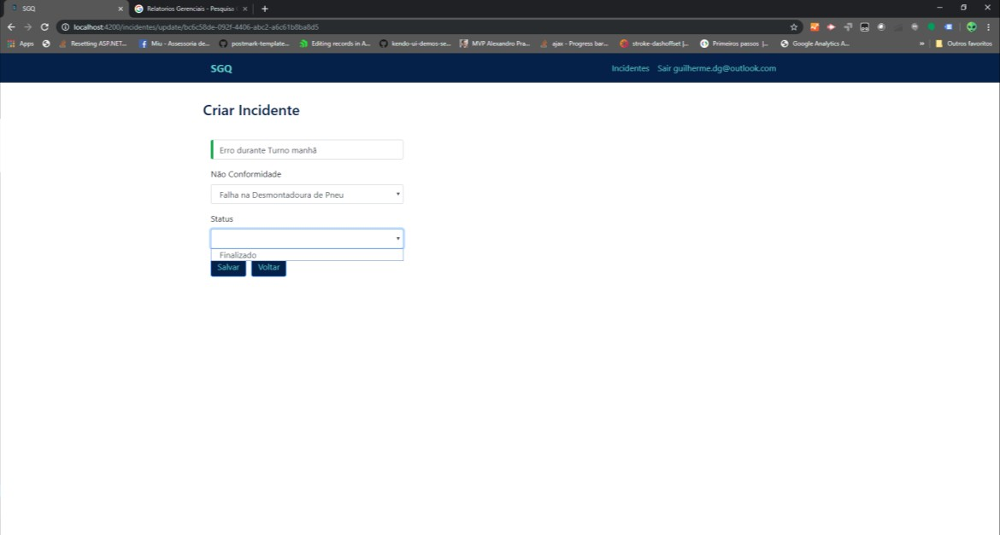 SGQ
Relatorios Gerenciais - Pesquisa
localhost:4200/incidentes/update/bc6c58de-092f-4406-abc2-a6c61b8ba8d5
Apps Resetting ASP.NET... Miu - Assessoria de... postmark-template... Editing records in A... kendo-ui-demos-se... MVP Alexandro Pra... ajax - Progress bar... stroke-dashoffset |... Primeiros passos |... Google Analytics A... » Outros favoritos
SGQ Incidentes Sair guilherme.dg@outlook.com
Criar Incidente
Erro durante Turno manhã
Não Conformidade
Falha na Desmontadoura de Pneu
Status
Finalizado
Salvar Voltar